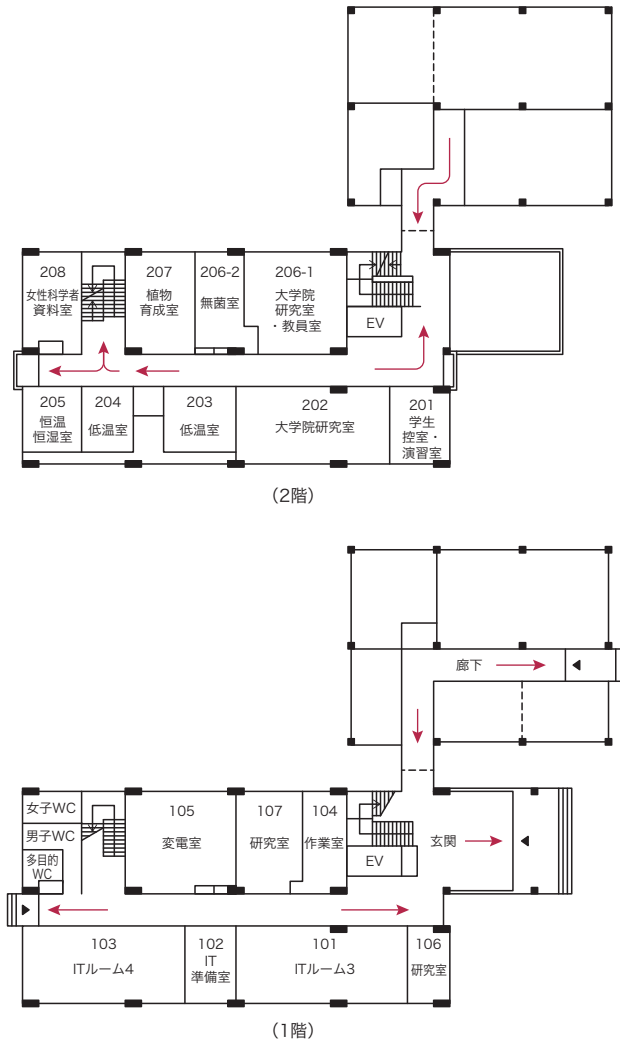 208
女性科学者
資料室
207
植物
育成室
206-2
無菌室
206-1
大学院
研究室
・教員室
EV
205
恒温
恒湿室
204
低温室
203
低温室
202
大学院研究室
201
学生
控室・
演習室
（2階）
廊下
女子WC
男子WC
多目的
WC
105
変電室
107
研究室
104
作業室
EV
玄関
103
ITルーム4
102
IT
準備室
101
ITルーム3
106
研究室
（1階）